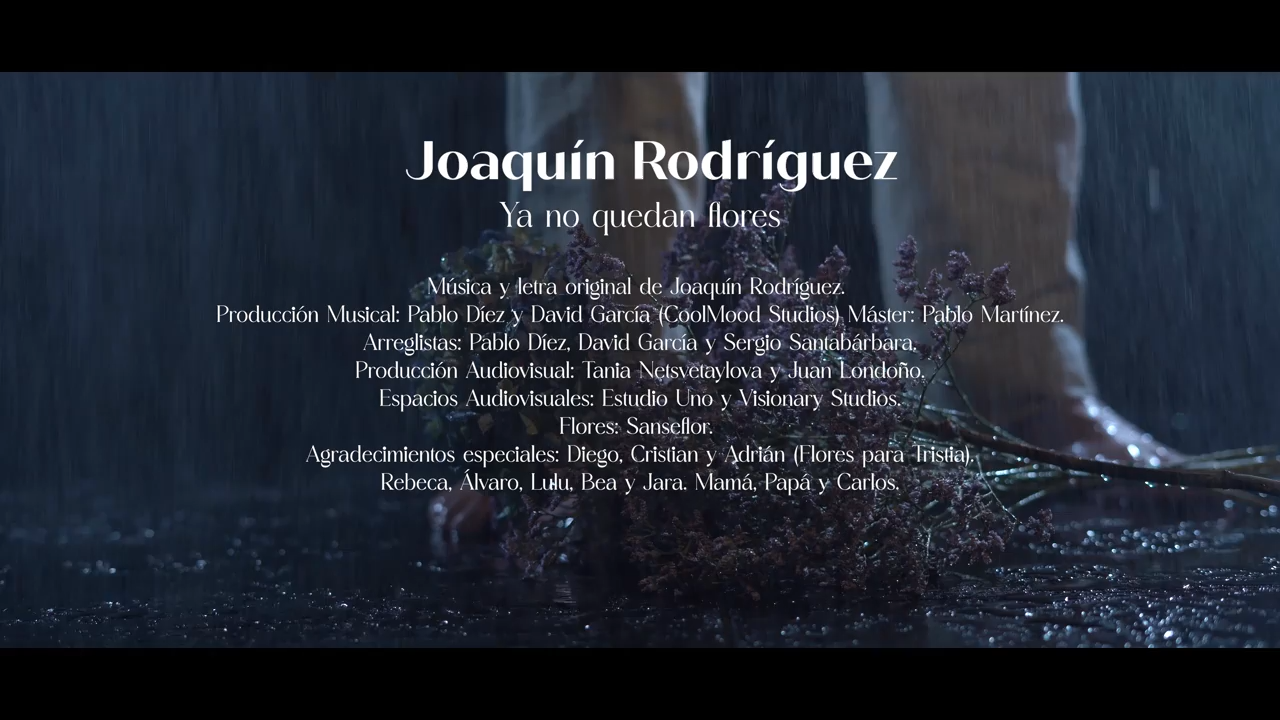 Joaquín Rodríguez
Ya no quedan flores
Música y letra original de Joaquín Rodríguez.
Producción Musical: Pablo Díez y David García (CoolMood Studios) Máster: Pablo Martínez.
Arreglistas: Pablo Díez, David García y Sergio Santabárbara.
Producción Audiovisual: Tania Netsvetaylova y Juan Londoño.
Espacios Audiovisuales: Estudio Uno y Visionary Studios.
Flores: Sanseflor.
Agradecimientos especiales: Diego, Cristian y Adrián (Flores para Tristia),
Rebeca, Álvaro, Lulu, Bea y Jara. Mamá, Papá y Carlos.